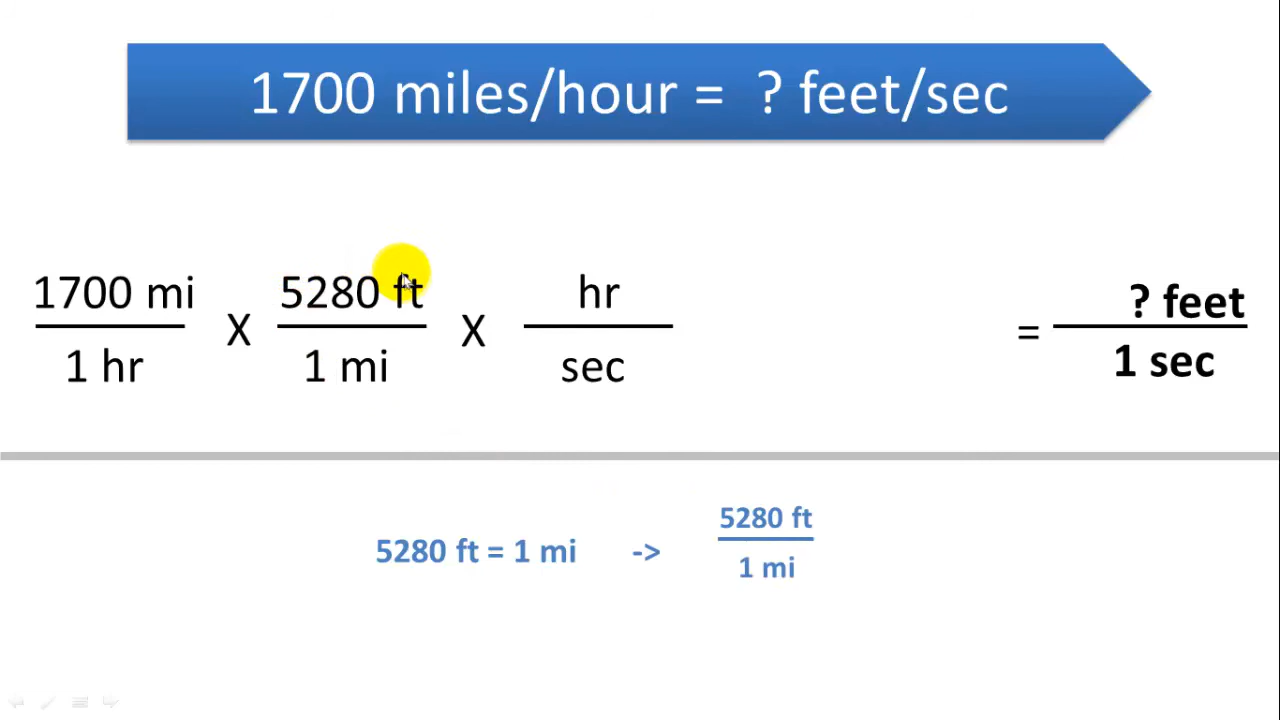 1700 miles/hour = ? feet/sec
1700 mi X 5280 ft X hr = ? feet
1 hr 1 mi sec 1 sec
5280 ft = 1 mi -> 5280 ft
1 mi